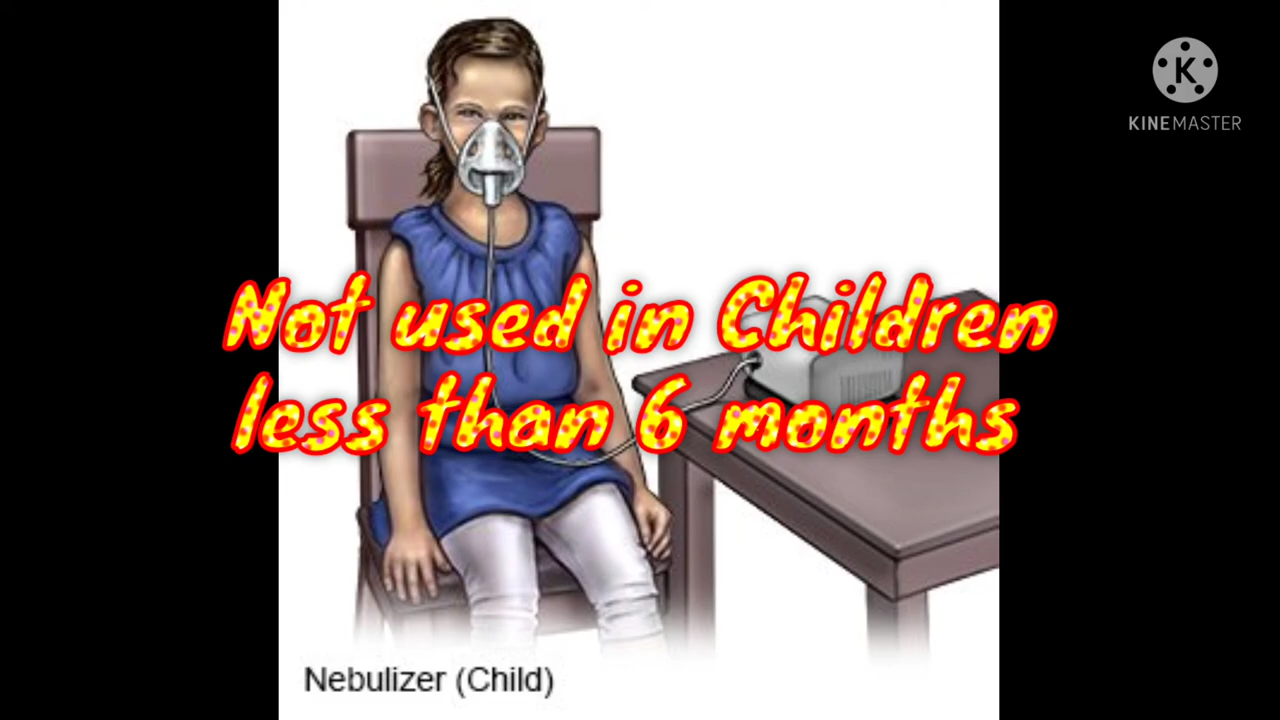 KINEMASTER
Not used in Children
less than 6 months
Nebulizer (Child)